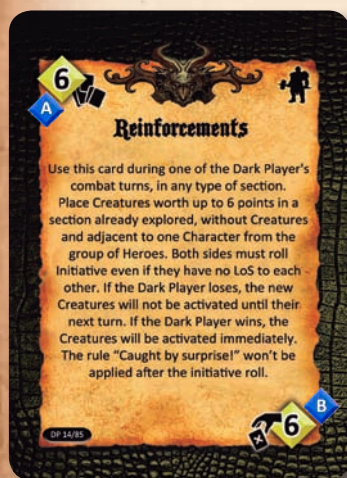 6
A
Reinforcements
Use this card during one of the Dark Player's
combat turns, in any type of section.
Place Creatures worth up to 6 points in a
section already explored, without Creatures
and adjacent to one Character from the
group of Heroes. Both sides must roll
Initiative even if they have no LoS to each
other. If the Dark Player loses, the new
Creatures will not be activated until their
next turn. If the Dark Player wins, the
Creatures will be activated immediately.
The rule “Caught by surprise!” won't be
applied after the initiative roll.
B
6
DP 14/85